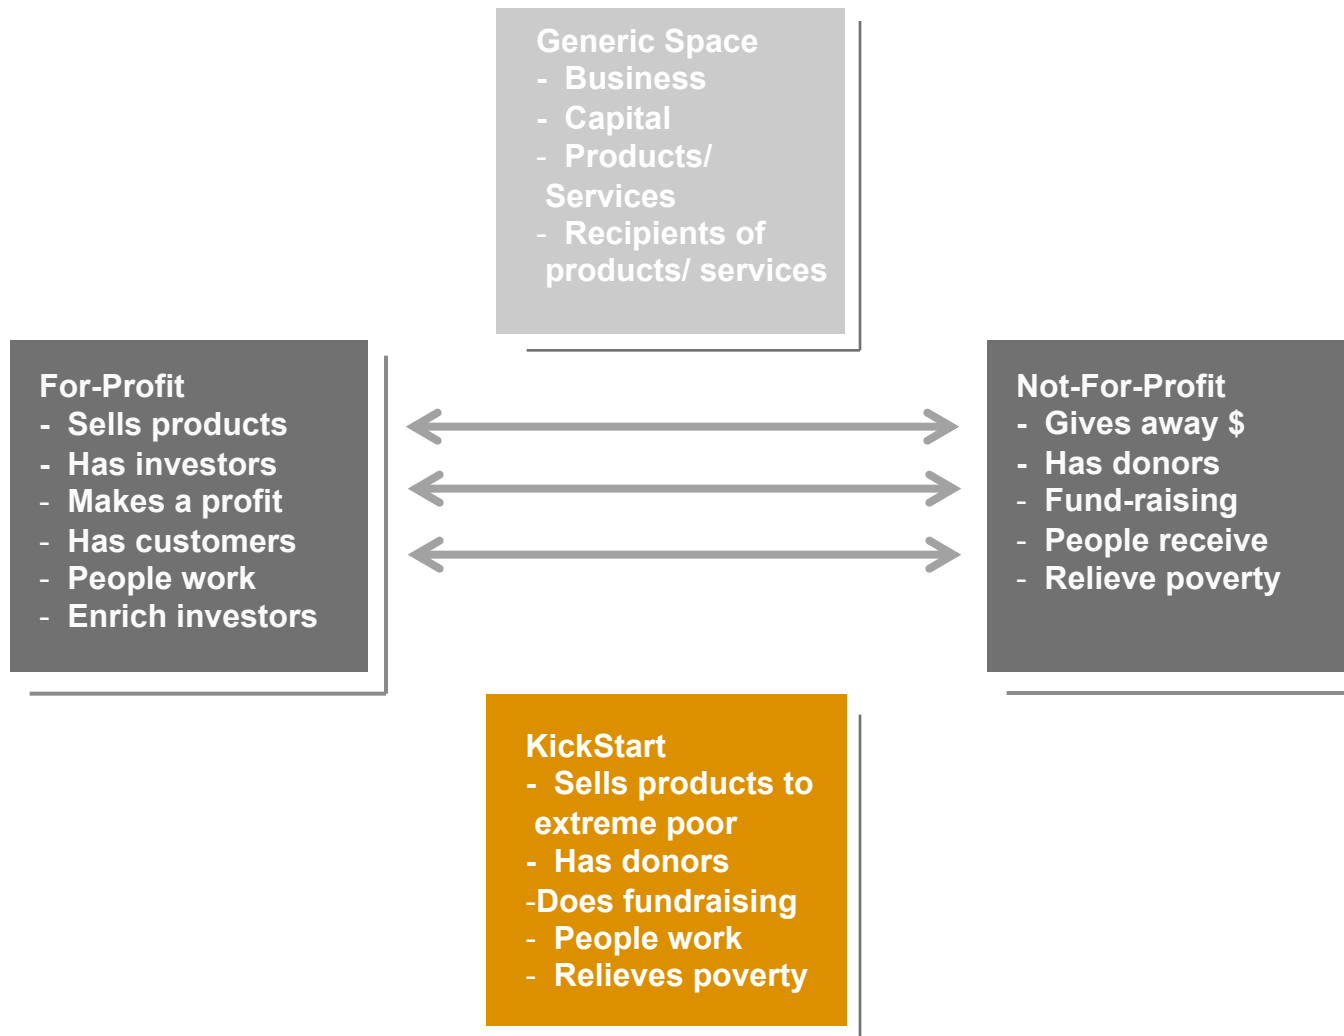 Generic Space
- Business
- Capital
- Products/
Services
- Recipients of
products/ services
For-Profit
- Sells products
- Has investors
- Makes a profit
- Has customers
- People work
- Enrich investors
Not-For-Profit
- Gives away $
- Has donors
- Fund-raising
- People receive
- Relieve poverty
KickStart
- Sells products to
extreme poor
- Has donors
-Does fundraising
- People work
- Relieves poverty